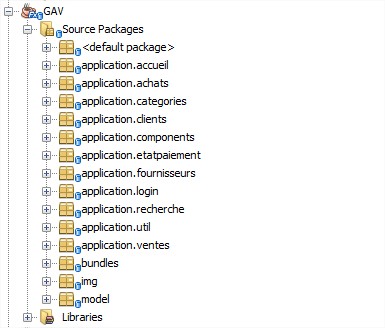 GAV
Source Packages
<default package>
application.accueil
application.achats
application.categories
application.clients
application.components
application.etatpaiement
application.fournisseurs
application.login
application.recherche
application.util
application.ventes
bundles
img
model
Libraries